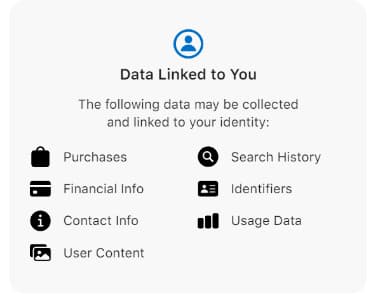 Data Linked to You
The following data may be collected
and linked to your identity:
Purchases
Search History
Financial Info
Identifiers
Contact Info
Usage Data
User Content